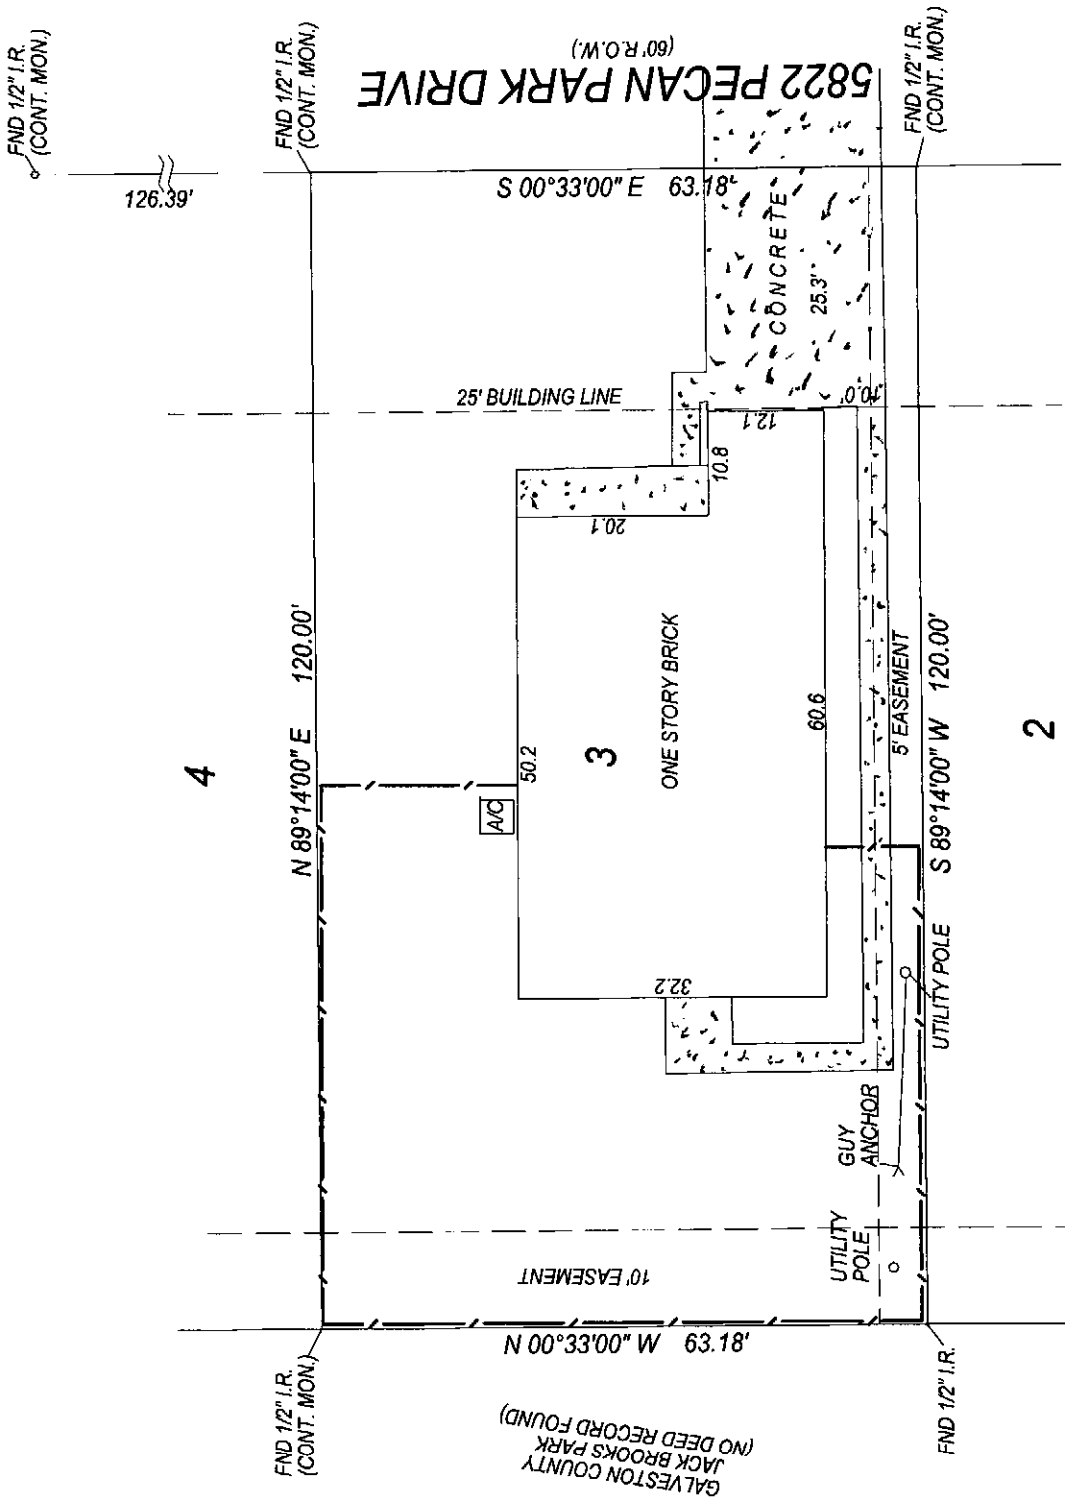 FND 1/2" I.R.
(CONT. MON.)
126.39'
FND 1/2" I.R.
(CONT. MON.)
5822 PECAN PARK DRIVE
(60' R.O.W.)
FND 1/2" I.R.
(CONT. MON.)
S 00°33'00" E 63.18'
CONCRETE
25.3'
25' BUILDING LINE
10.0'
12.1
10.8
20.1
4
N 89°14'00" E 120.00'
50.2
A/C
3
ONE STORY BRICK
60.6
5' EASEMENT
S 89°14'00" W 120.00'
2
32.2
UTILITY POLE
GUY
ANCHOR
UTILITY
POLE
10' EASEMENT
N 00°33'00" W 63.18'
FND 1/2" I.R.
(CONT. MON.)
FND 1/2" I.R.
GALVESTON COUNTY
JACK BROOKS PARK
(NO DEED RECORD FOUND)